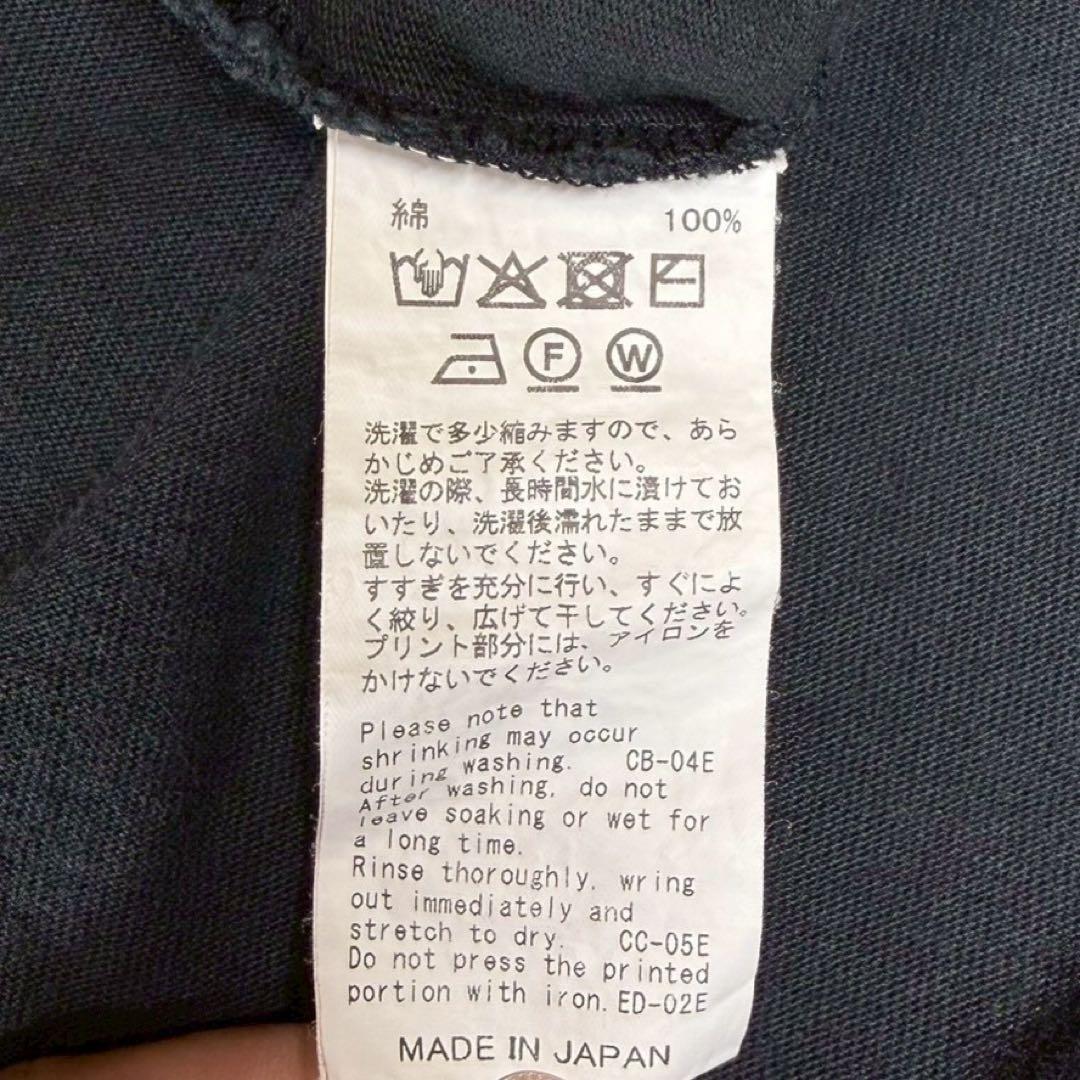 綿 100%
F W
洗濯で多少縮みますので、あら
かじめご了承ください。
洗濯の際、長時間水に漬けてお
いたり、洗濯後濡れたままで放
置しないでください。
すすぎを充分に行い、すぐによ
く絞り、広げて干してください。
プリント部分には、アイロンを
かけないでください。
Please note that
shrinking may occur
during washing. CB-04E
After washing, do not
leave soaking or wet for
a long time.
Rinse thoroughly, wring
out immediately and
stretch to dry. CC-05E
Do not press the printed
portion with iron. ED-02E
MADE IN JAPAN